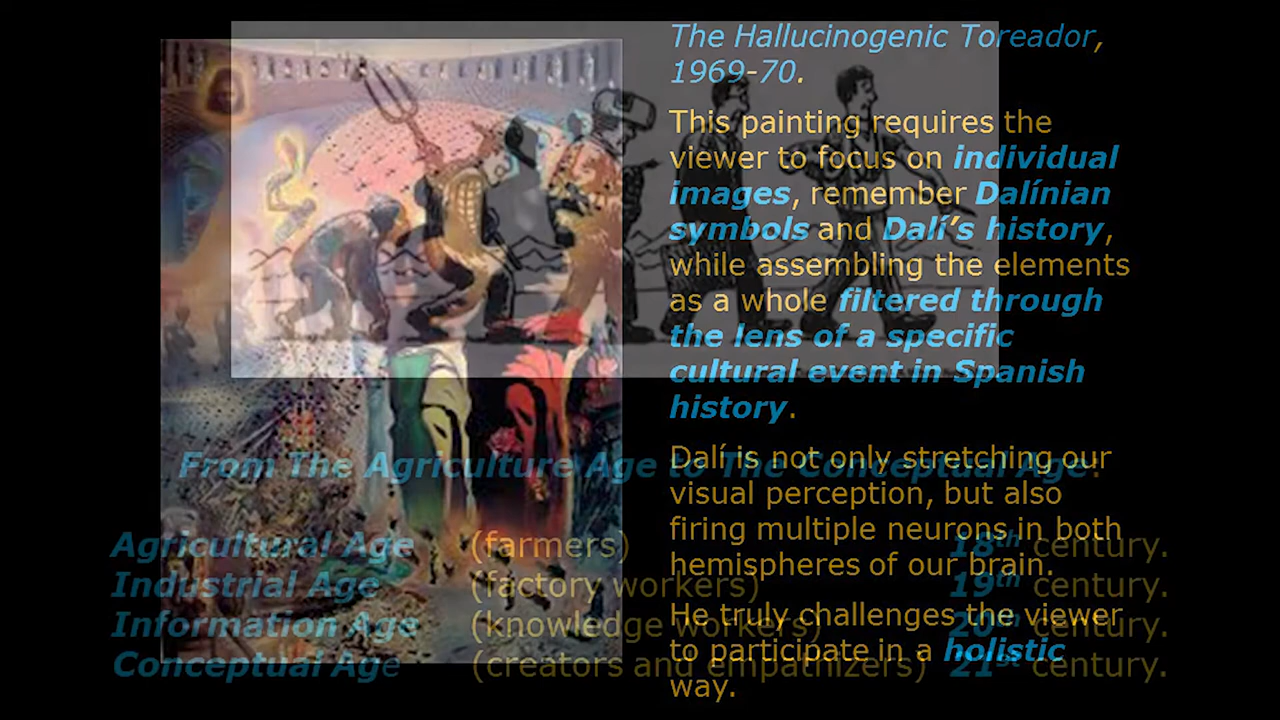 The Hallucinogenic Toreador,
1969-70.
This painting requires the
viewer to focus on individual
images, remember Dalínian
symbols and Dalí's history,
while assembling the elements
as a whole filtered through
the lens of a specific
cultural event in Spanish
history.
Dalí is not only stretching our
visual perception, but also
firing multiple neurons in both
hemispheres of our brain.
He truly challenges the viewer
to participate in a holistic
way.
From The Agriculture Age to The Conceptual Age.
Agricultural Age (farmers) 18th century.
Industrial Age (factory workers) 19th century.
Information Age (knowledge workers) 20th century.
Conceptual Age (creators and empathizers) 21st century.